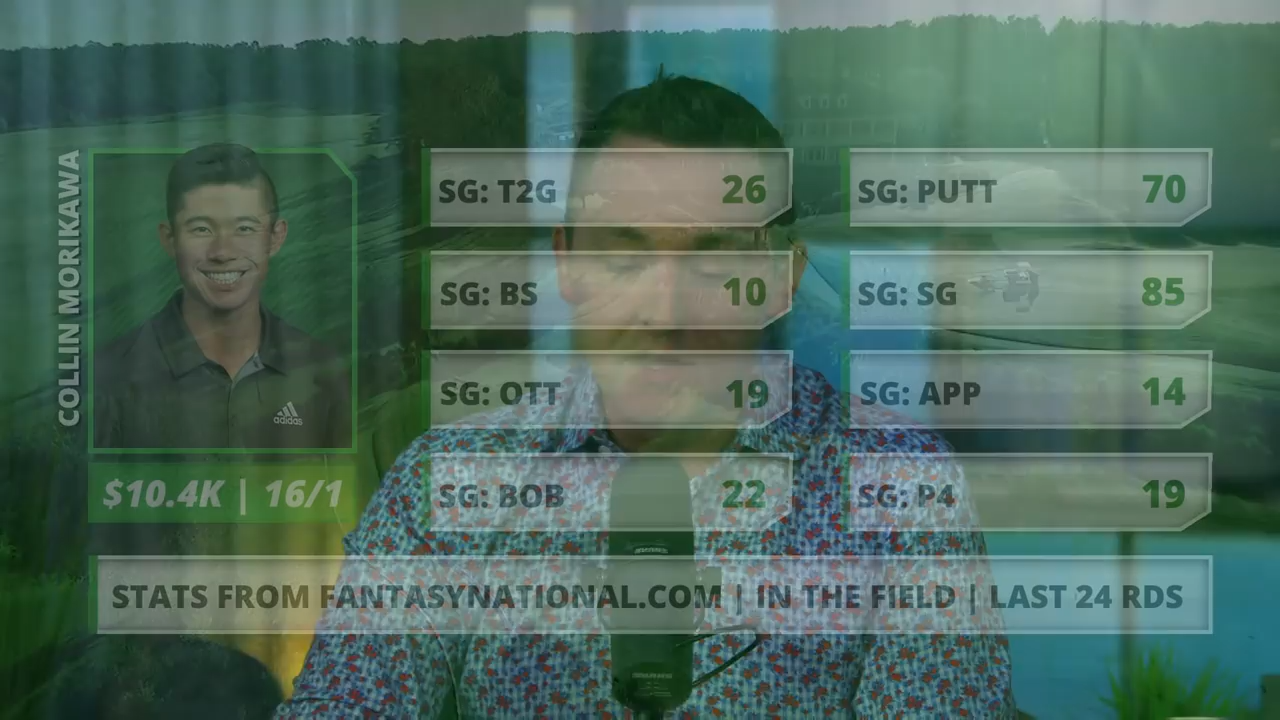 COLLIN MORIKAWA
adidas
$10.4K | 16/1
SG: T2G 26
SG: PUTT 70
SG: BS 10
SG: SG 85
SG: OTT 19
SG: APP 14
SG: BOB 22
SG: P4 19
STATS FROM FANTASYNATIONAL.COM | IN THE FIELD | LAST 24 RDS